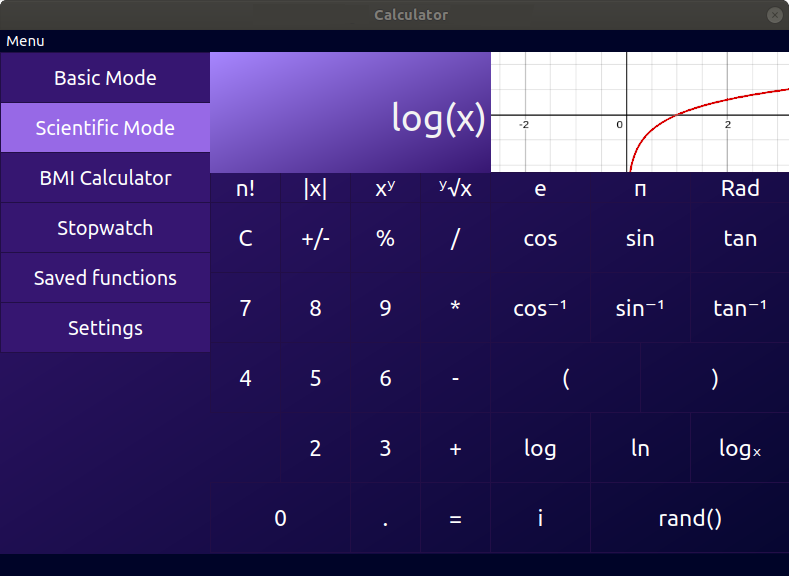 Calculator
Menu
Basic Mode
Scientific Mode
BMI Calculator
Stopwatch
Saved functions
Settings
log(x)
-2 0 2
n! |x| xʸ ʸ√x e п Rad
C +/- % / cos sin tan
7 8 9 * cos⁻¹ sin⁻¹ tan⁻¹
4 5 6 - ( )
2 3 + log ln logₓ
0 . = i rand()